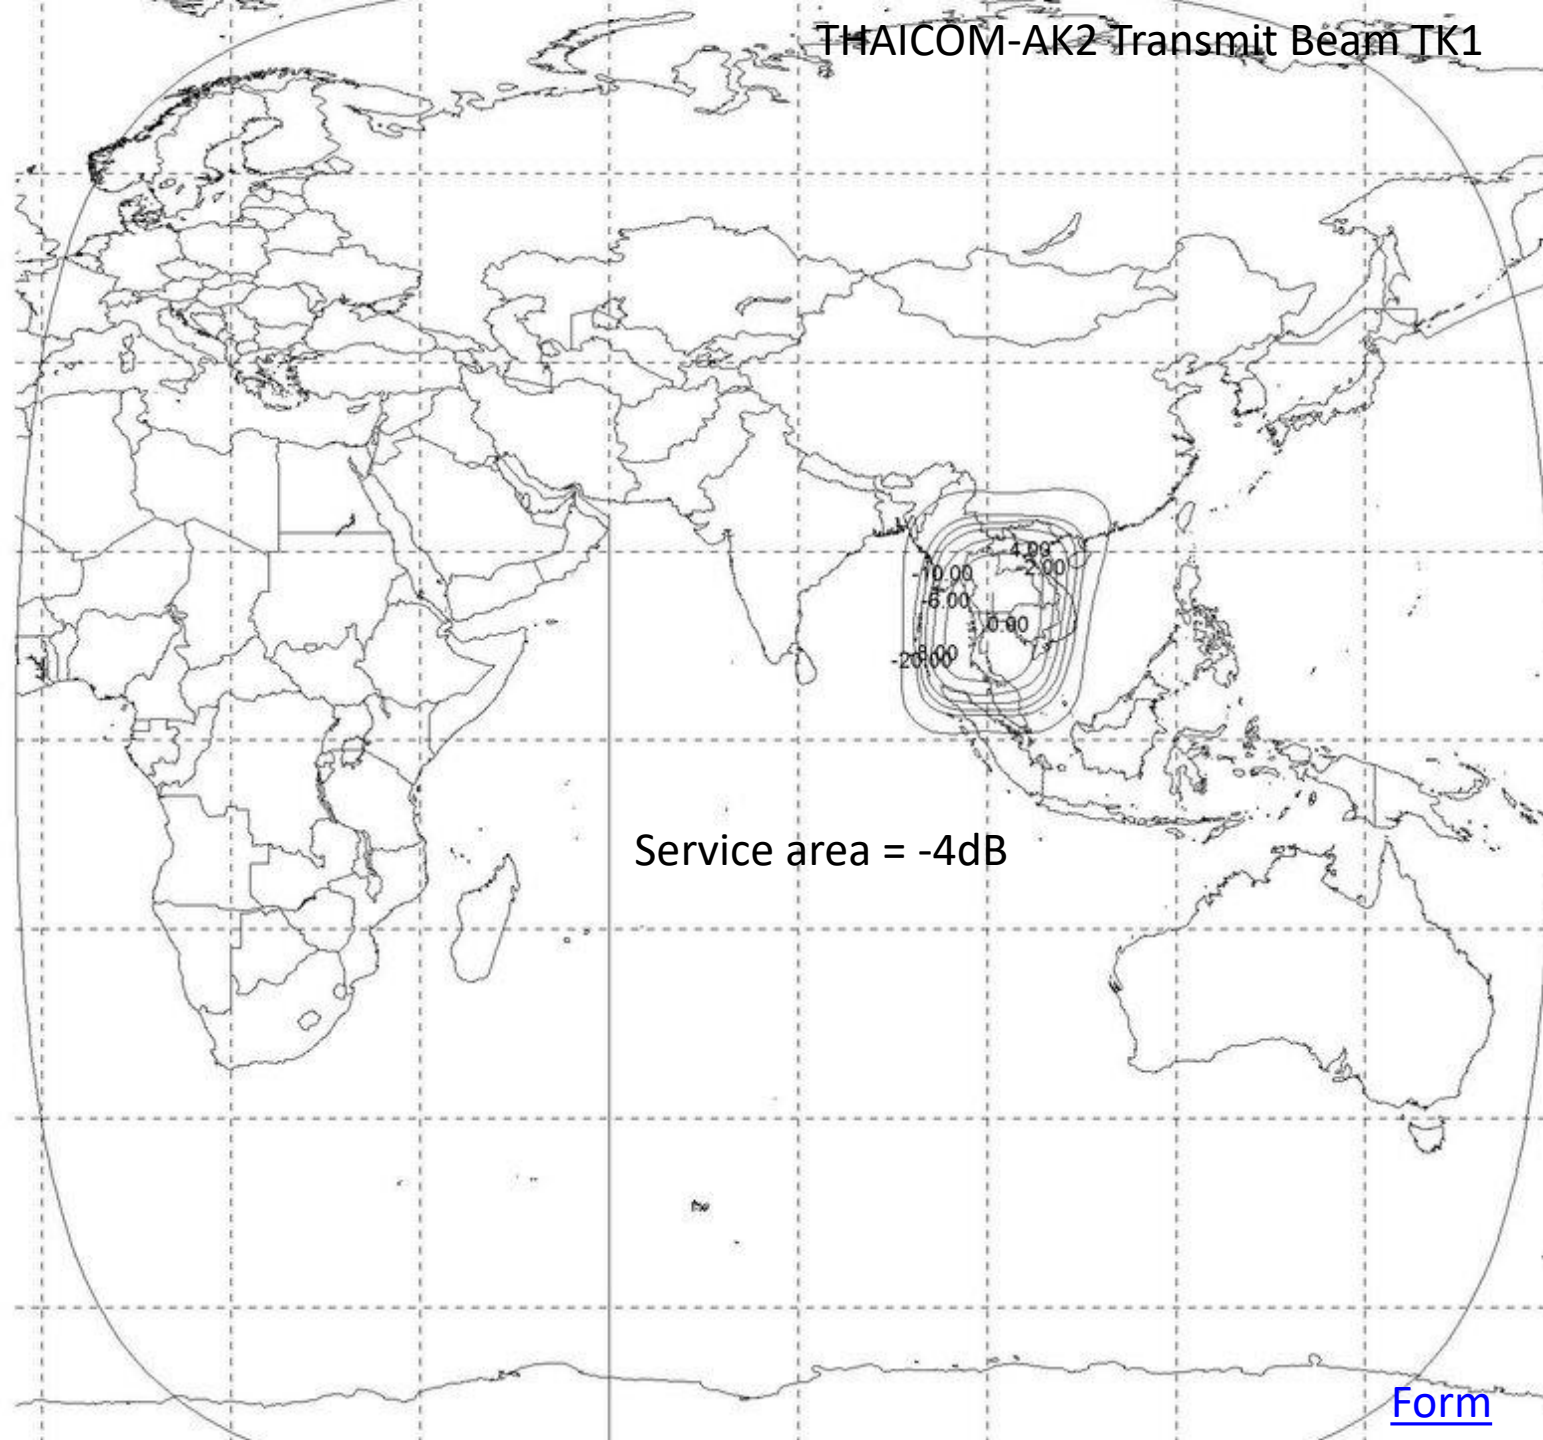 THAICOM-AK2 Transmit Beam TK1
4.00
-2.00
-10.00
-6.00
0.00
-20.00
Service area = -4dB
Form